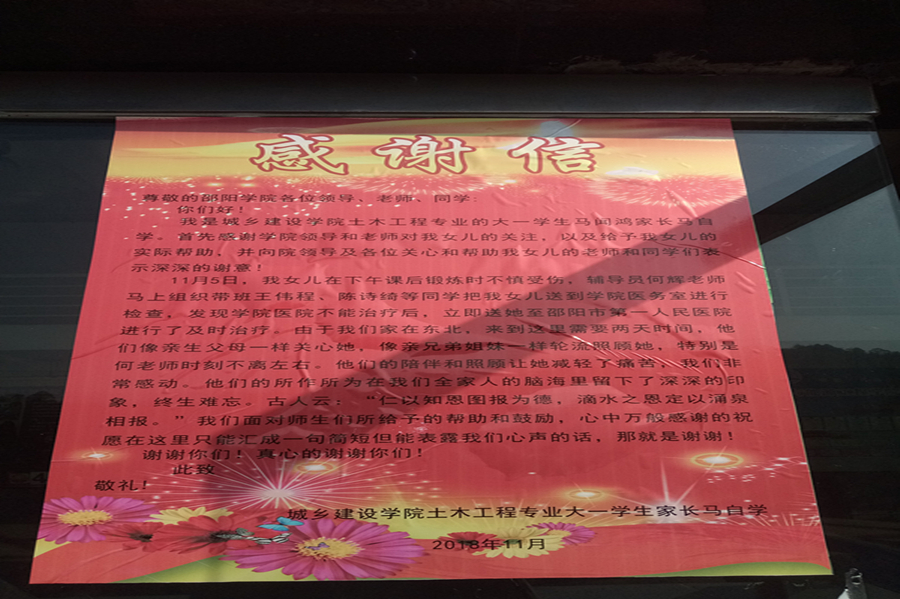 感谢信
尊敬的邵阳学院各位领导、老师、同学:
你们好!
我是城乡建设学院土木工程专业的大一学生马闻鸿家长马自
学。首先感谢学院领导和老师对我女儿的关注,以及给予我女儿的
实际帮助,并向院领导及各位关心和帮助我女儿的老师和同学们表
示深深的谢意!
11月5日,我女儿在下午课后锻炼时不慎受伤,辅导员何辉老师
马上组织带班王伟程、陈诗绮等同学把我女儿送到学院医务室进行
检查,发现学院医院不能治疗后,立即送她至邵阳市第一人民医院
进行了及时治疗。由于我们家在东北,来到这里需要两天时间,他
们像亲生父母一样关心她,像亲兄弟姐妹一样轮流照顾她,特别是
何老师时刻不离左右。他们的陪伴和照顾让她减轻了痛苦,我们非
常感动。他们的所作所为在我们全家人的脑海里留下了深深的印
象,终生难忘。古人云:“仁以知恩图报为德,滴水之恩定以涌泉
相报。”我们面对师生们所给予的帮助和鼓励,心中万般感谢的祝
愿在这里只能汇成一句简短但能表露我们心声的话,那就是谢谢!
谢谢你们!真心的谢谢你们!
此致
敬礼!
城乡建设学院土木工程专业大一学生家长马自学
2018年11月